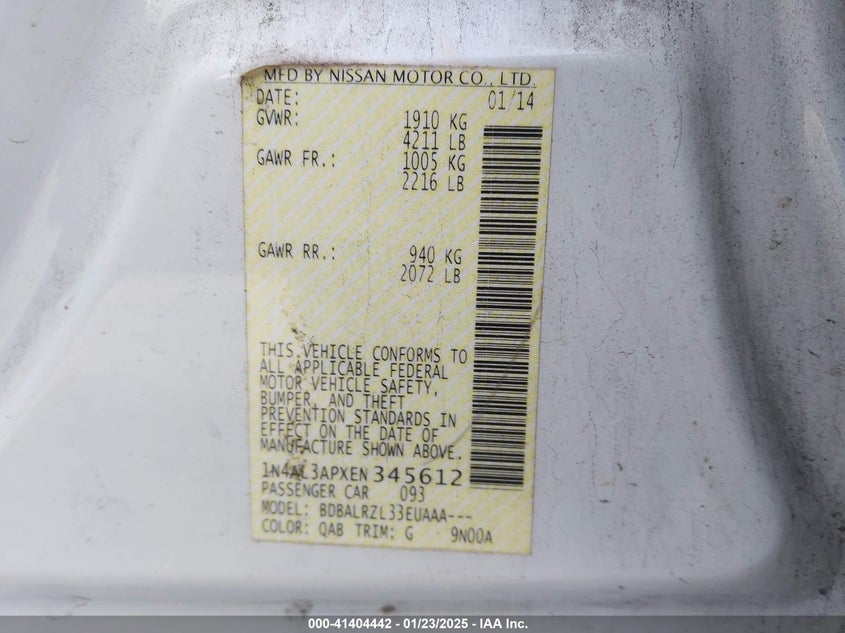 MFD BY NISSAN MOTOR CO., LTD.
DATE: 01/14
GVWR: 1910 KG
4211 LB
GAWR FR.: 1005 KG
2216 LB
GAWR RR.: 940 KG
2072 LB
THIS VEHICLE CONFORMS TO
ALL APPLICABLE FEDERAL
MOTOR VEHICLE SAFETY,
BUMPER, AND THEFT
PREVENTION STANDARDS IN
EFFECT ON THE DATE OF
MANUFACTURE SHOWN ABOVE.
1N4AL3APXEN345612
PASSENGER CAR 093
MODEL: BDBALRZL33EUAAA---
COLOR: QAB TRIM: G 9N00A
000-41404442 - 01/23/2025 - IAA Inc.